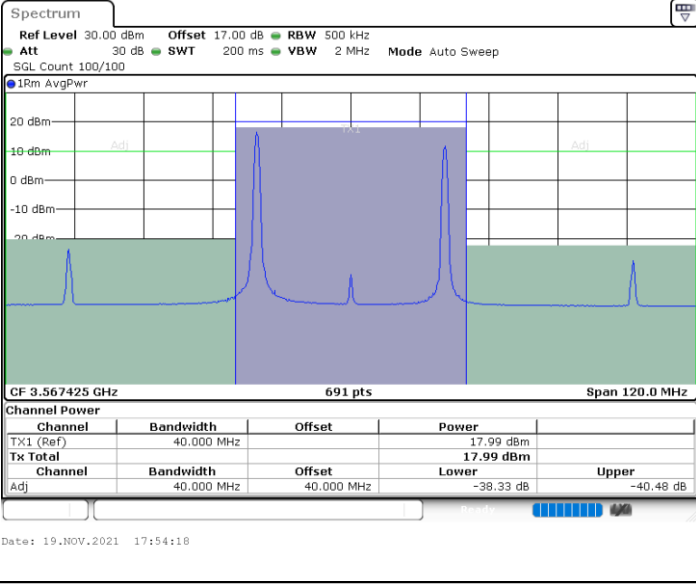 Spectrum
Ref Level 30.00 dBm Offset 17.00 dB RBW 500 kHz
Att 30 dB SWT 200 ms VBW 2 MHz Mode Auto Sweep
SGL Count 100/100
1Rm AvgPwr
20 dBm
TX1
Adj Adj
10 dBm
0 dBm
-10 dBm
-20 dBm
CF 3.567425 GHz 691 pts Span 120.0 MHz
Channel Power
Channel Bandwidth Offset Power
TX1 (Ref) 40.000 MHz 17.99 dBm
Tx Total 17.99 dBm
Channel Bandwidth Offset Lower Upper
Adj 40.000 MHz 40.000 MHz -38.33 dB -40.48 dB
Ready
Date: 19.NOV.2021 17:54:18